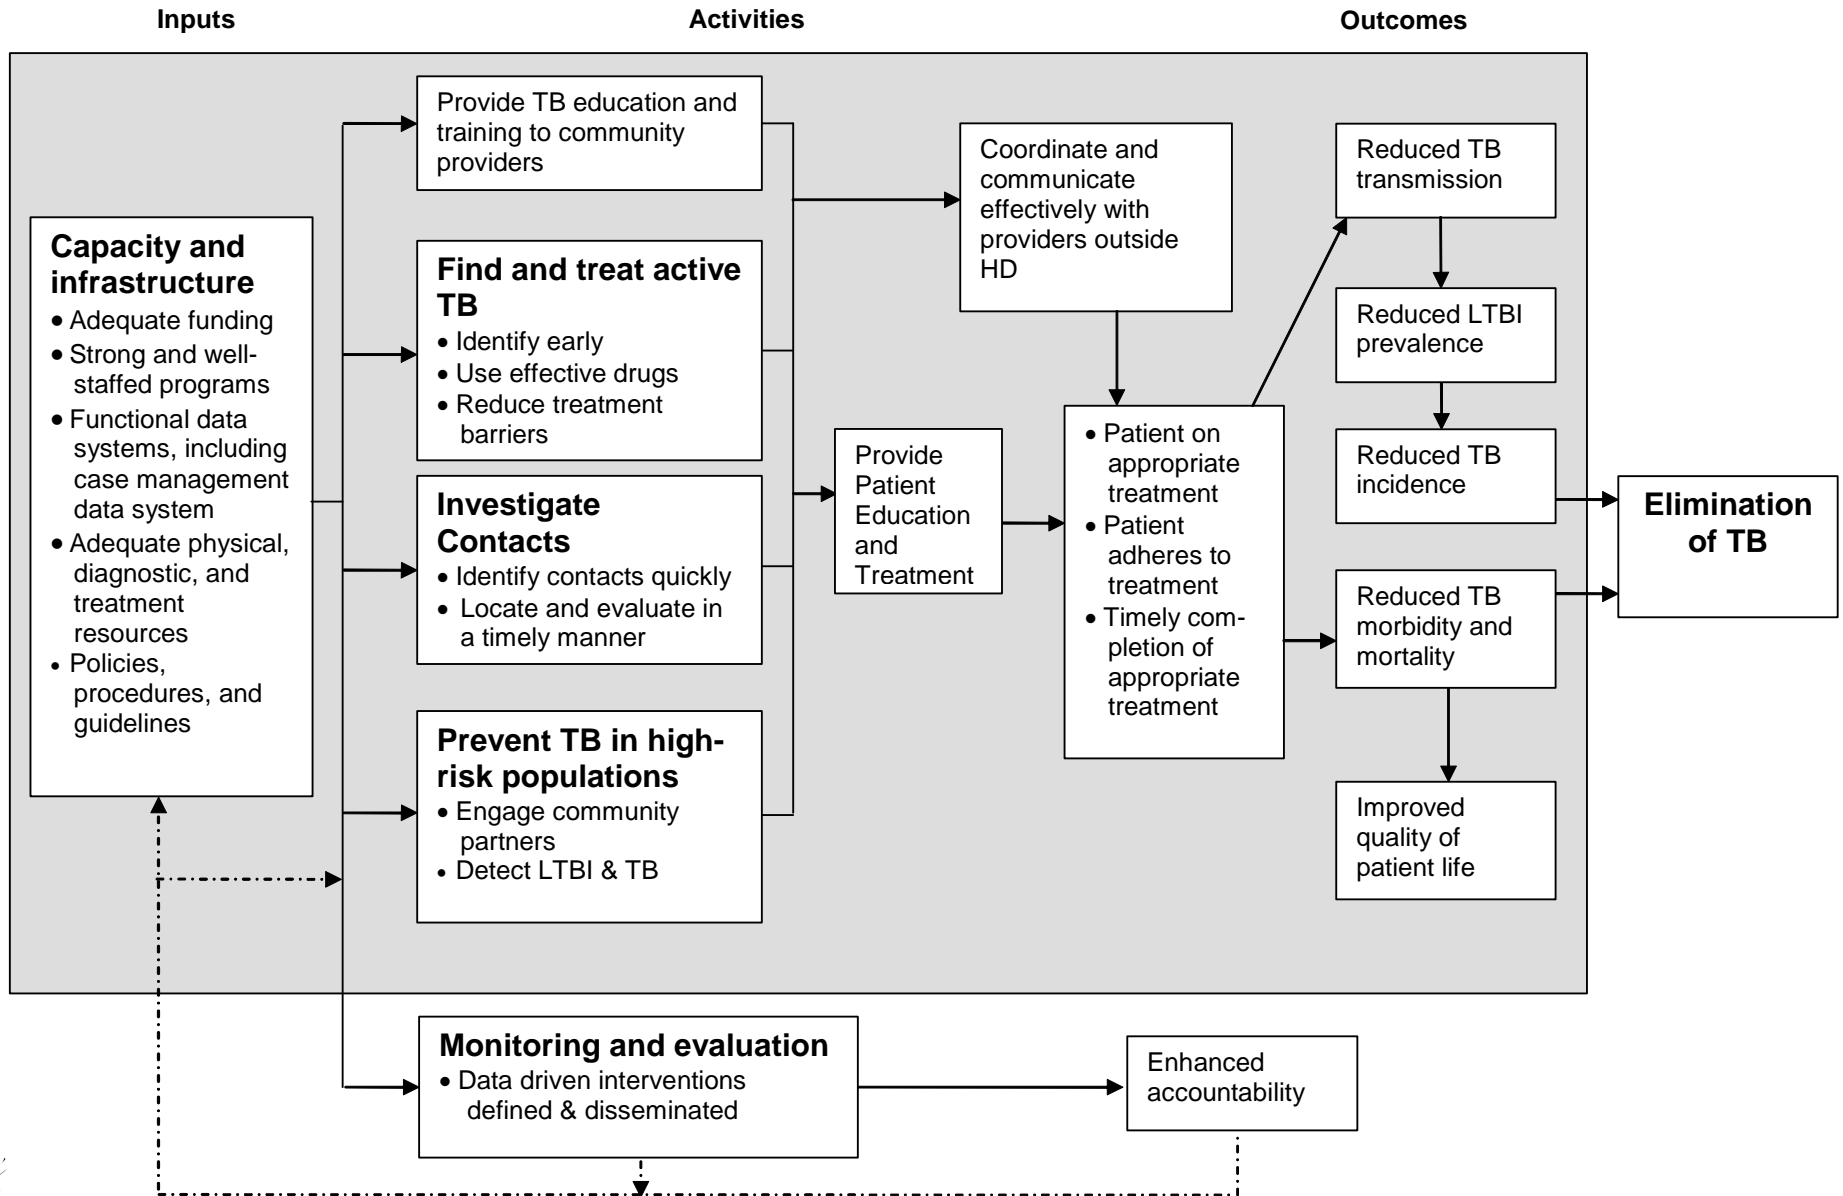 Inputs
Activities
Outcomes
Capacity and
infrastructure
• Adequate funding
• Strong and well-
staffed programs
• Functional data
systems, including
case management
data system
• Adequate physical,
diagnostic, and
treatment
resources
• Policies,
procedures, and
guidelines
Provide TB education and
training to community
providers
Find and treat active
TB
• Identify early
• Use effective drugs
• Reduce treatment
barriers
Investigate
Contacts
• Identify contacts quickly
• Locate and evaluate in
a timely manner
Prevent TB in high-
risk populations
• Engage community
partners
• Detect LTBI & TB
Provide
Patient
Education
and
Treatment
Coordinate and
communicate
effectively with
providers outside
HD
• Patient on
appropriate
treatment
• Patient
adheres to
treatment
• Timely com-
pletion of
appropriate
treatment
Reduced TB
transmission
Reduced LTBI
prevalence
Reduced TB
incidence
Reduced TB
morbidity and
mortality
Improved
quality of
patient life
Elimination
of TB
Monitoring and evaluation
• Data driven interventions
defined & disseminated
Enhanced
accountability